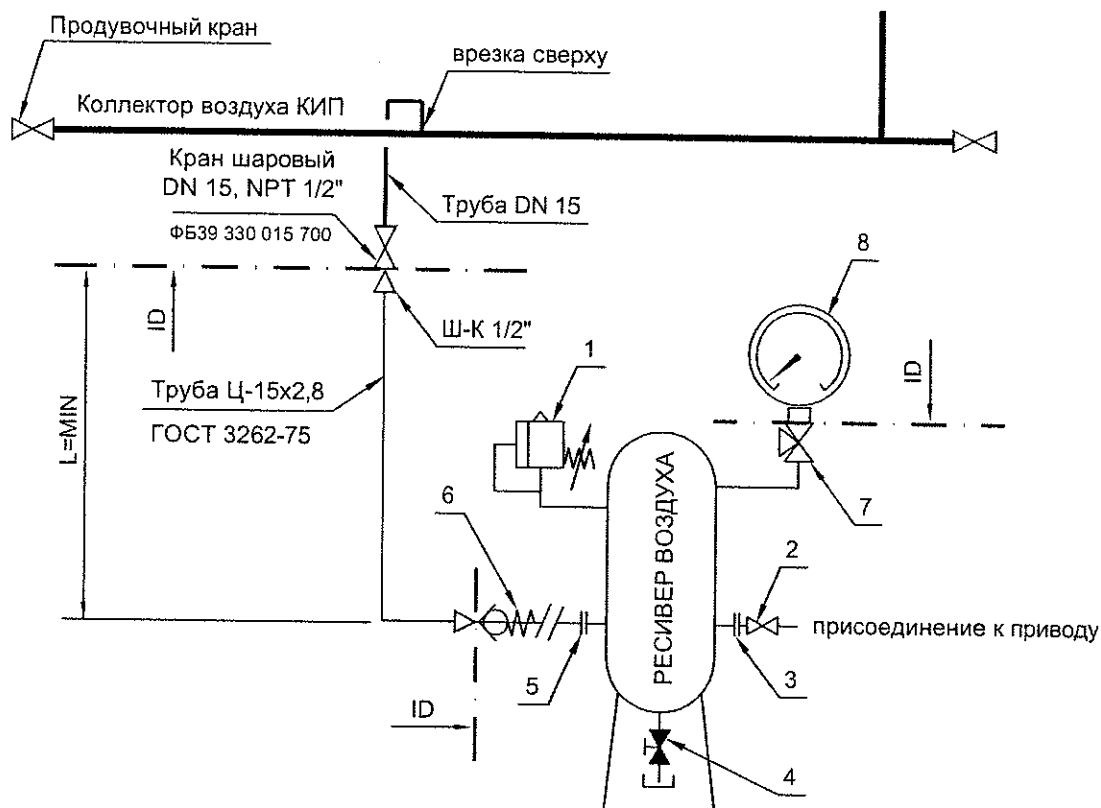 Продувочный кран
врезка сверху
Коллектор воздуха КИП
Кран шаровый
DN 15, NPT 1/2"
ФБ39 330 015 700
Труба DN 15
ID
Ш-К 1/2"
L=MIN
Труба Ц-15х2,8
ГОСТ 3262-75
1
8
ID
7
6
РЕСИВЕР ВОЗДУХА
2
присоединение к приводу
5
3
ID
4